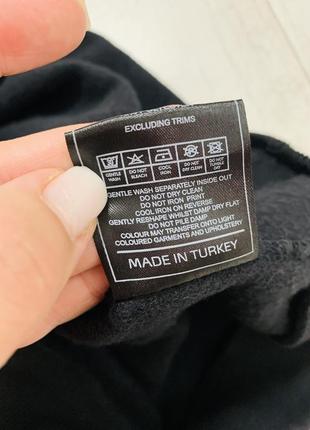 EXCLUDING TRIMS
GENTLE WASH DO NOT BLEACH COOL IRON DO NOT DRY CLEAN DO NOT TUMBLE DRY
GENTLE WASH SEPARATELY INSIDE OUT
DO NOT DRY CLEAN
DO NOT IRON PRINT
COOL IRON ON REVERSE
GENTLY RESHAPE WHILST DAMP DRY FLAT
DO NOT PILE DAMP
COLOUR MAY TRANSFER ONTO LIGHT
COLOURED GARMENTS AND UPHOLSTERY
MADE IN TURKEY